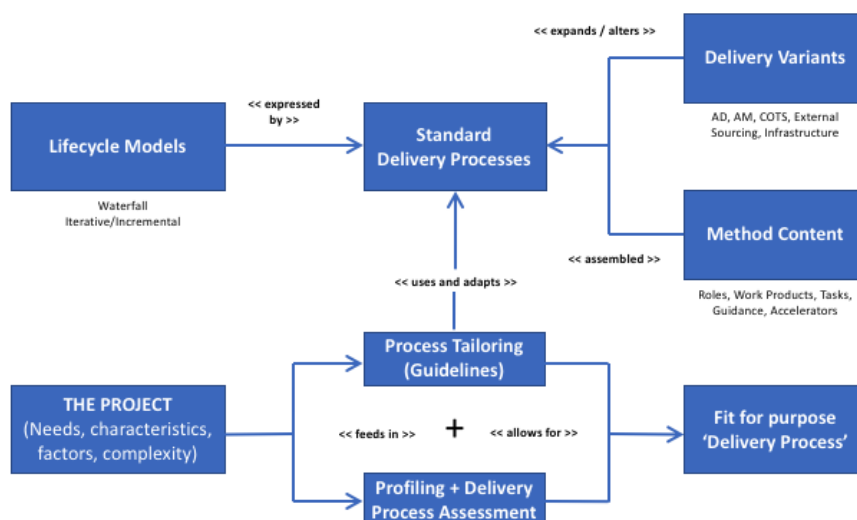 << expands / alters >>
Delivery Variants
AD, AM, COTS, External
Sourcing, Infrastructure
<< expressed
by >>
Lifecycle Models
Waterfall
Iterative/Incremental
Standard
Delivery Processes
Method Content
<< assembled >>
Roles, Work Products, Tasks,
Guidance, Accelerators
<< uses and adapts >>
Process Tailoring
(Guidelines)
THE PROJECT
(Needs, characteristics,
factors, complexity)
<< feeds in >>
+
<< allows for >>
Fit for purpose
‘Delivery Process’
Profiling + Delivery
Process Assessment